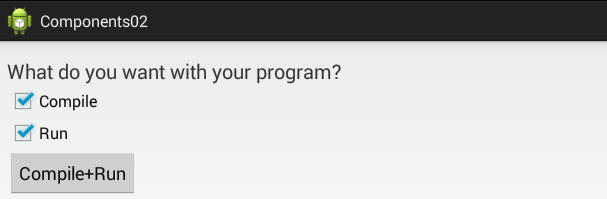 Components02
What do you want with your program?
Compile
Run
Compile+Run